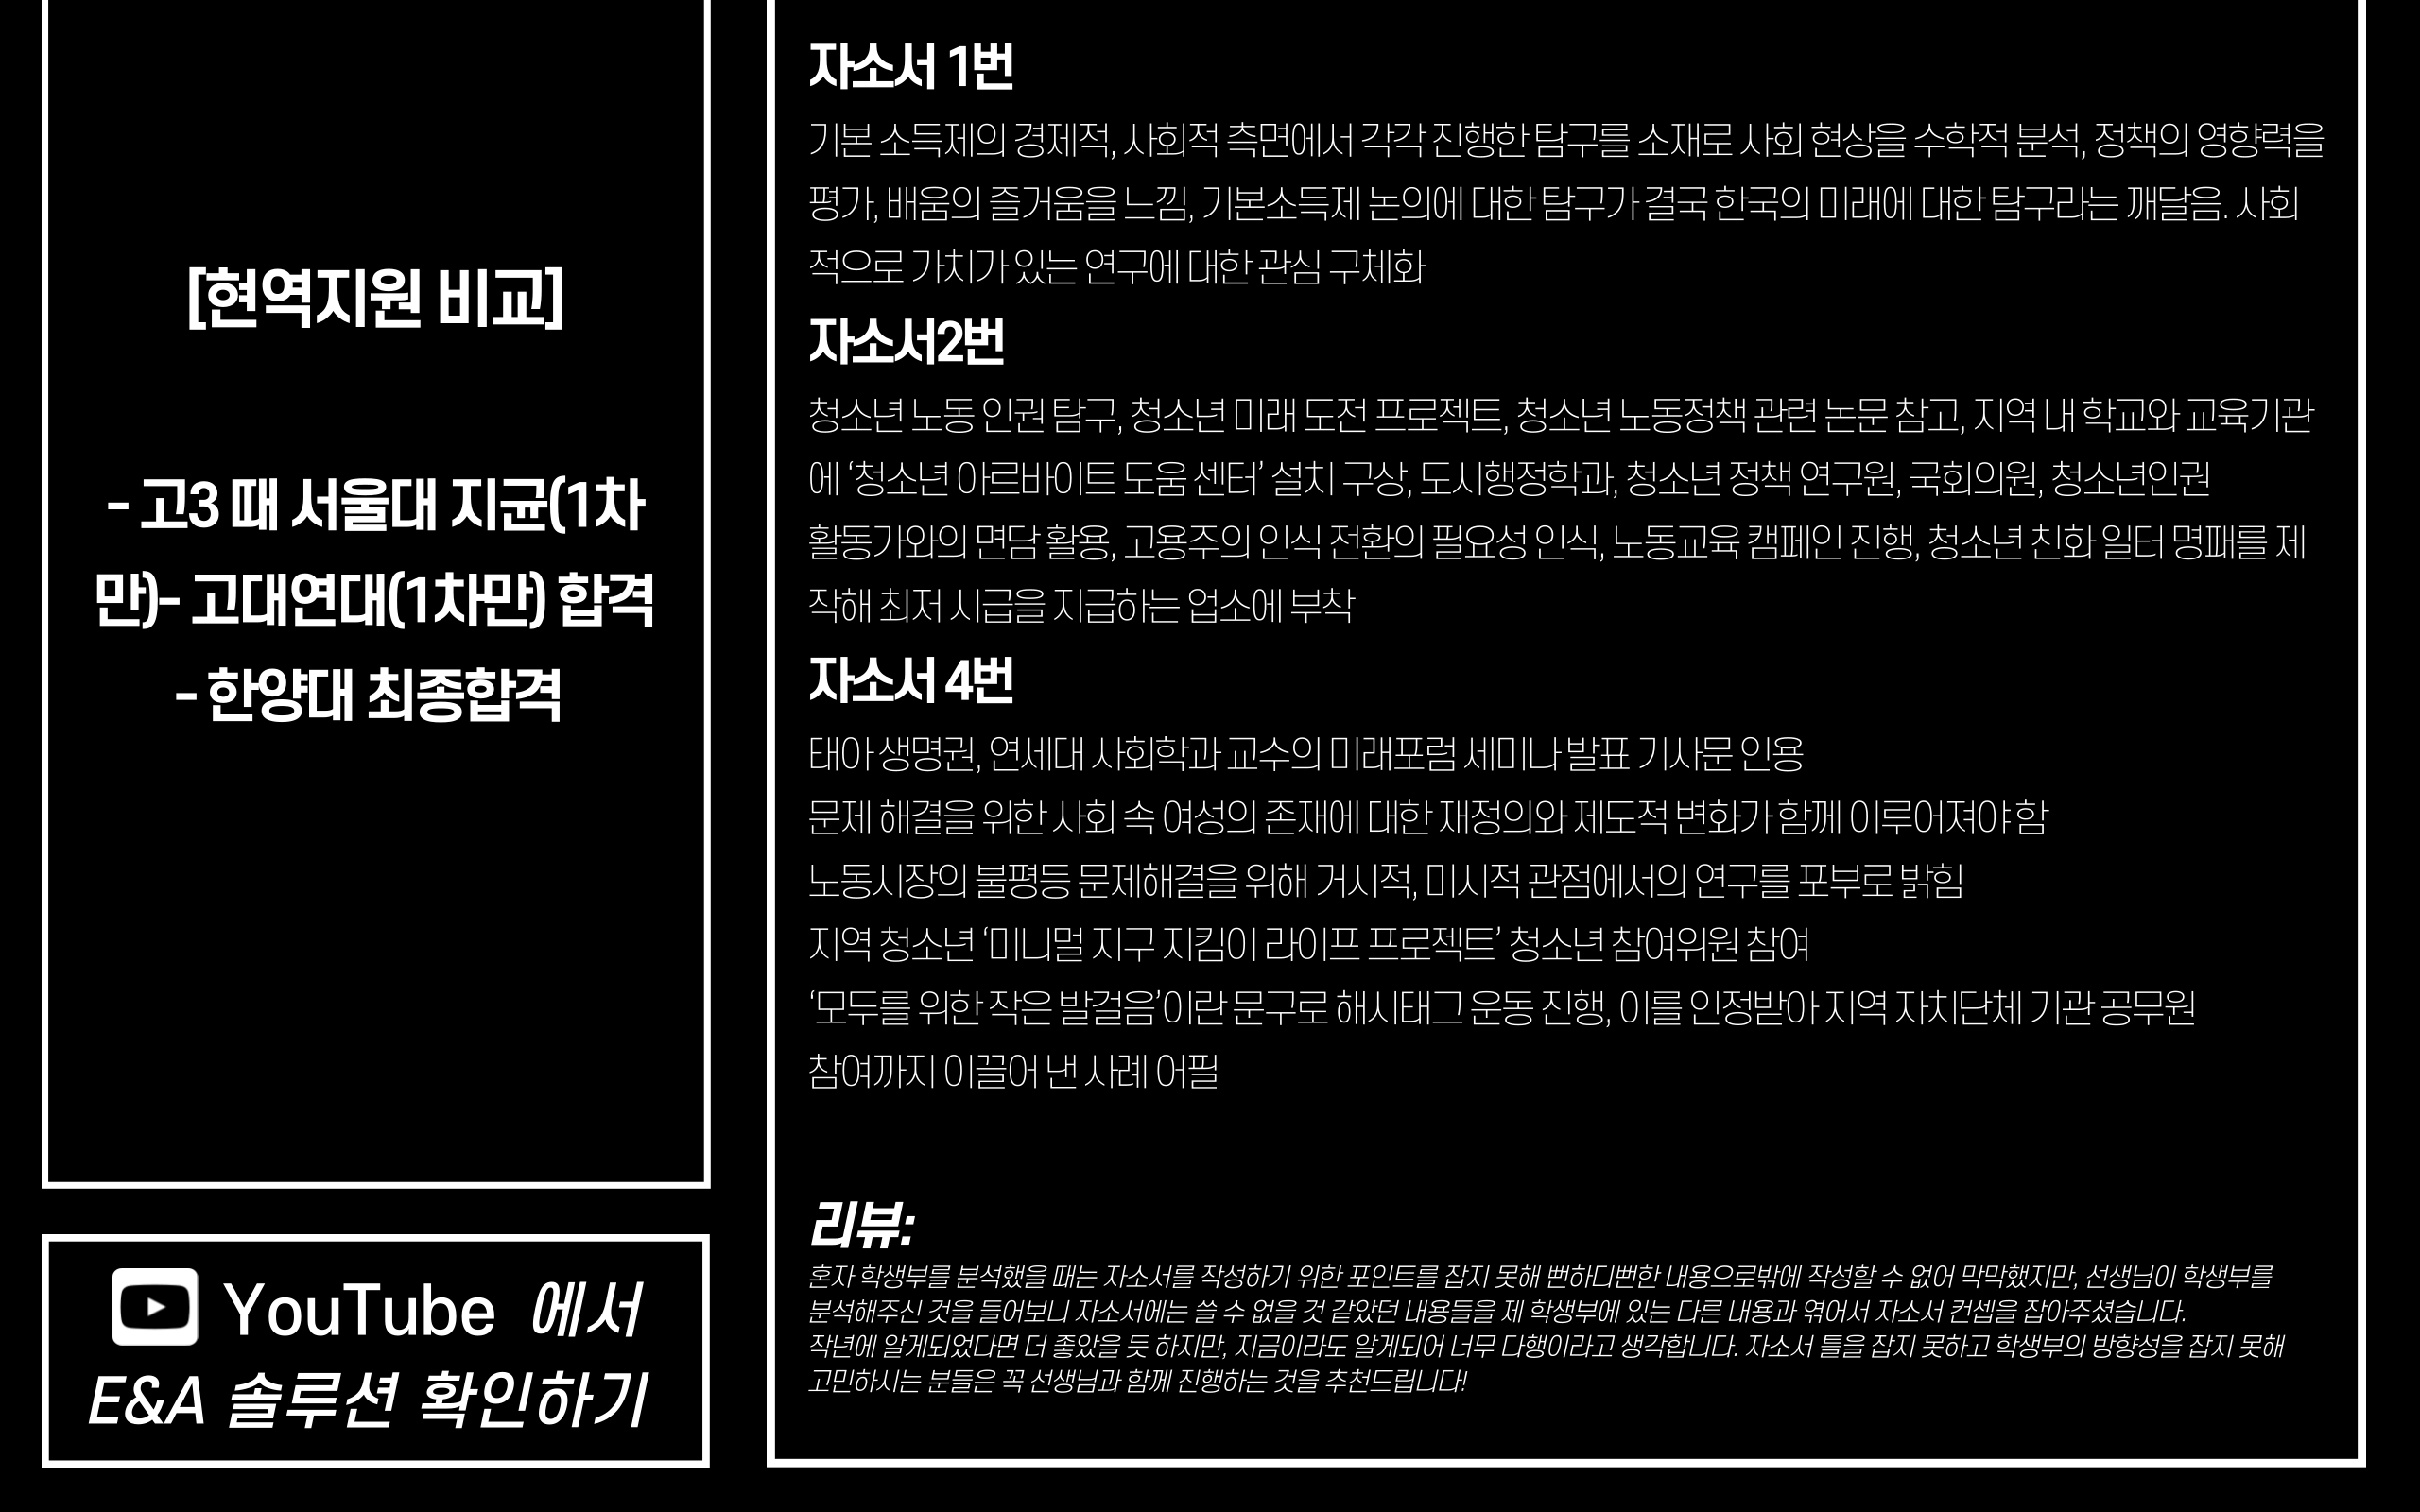 [현역지원 비교]
- 고3 때 서울대 지균(1차
만)- 고대연대(1차만) 합격
- 한양대 최종합격
YouTube 에서
E&A 솔루션 확인하기
자소서 1번
기본 소득제의 경제적, 사회적 측면에서 각각 진행한 탐구를 소재로 사회 현상을 수학적 분석, 정책의 영향력을
평가, 배움의 즐거움을 느낌, 기본소득제 논의에 대한 탐구가 결국 한국의 미래에 대한 탐구라는 깨달음. 사회
적으로 가치가 있는 연구에 대한 관심 구체화
자소서2번
청소년 노동 인권 탐구, 청소년 미래 도전 프로젝트, 청소년 노동정책 관련 논문 참고, 지역 내 학교와 교육기관
에 ‘청소년 아르바이트 도움 센터’ 설치 구상, 도시행정학과, 청소년 정책 연구원, 국회의원, 청소년인권
활동가와의 면담 활용, 고용주의 인식 전환의 필요성 인식, 노동교육 캠페인 진행, 청소년 친화 일터 명패를 제
작해 최저 시급을 지급하는 업소에 부착
자소서 4번
태아 생명권, 연세대 사회학과 교수의 미래포럼 세미나 발표 기사문 인용
문제 해결을 위한 사회 속 여성의 존재에 대한 재정의와 제도적 변화가 함께 이루어져야 함
노동시장의 불평등 문제해결을 위해 거시적, 미시적 관점에서의 연구를 포부로 밝힘
지역 청소년 ‘미니멀 지구 지킴이 라이프 프로젝트’ 청소년 참여위원 참여
‘모두를 위한 작은 발걸음’이란 문구로 해시태그 운동 진행, 이를 인정받아 지역 자치단체 기관 공무원
참여까지 이끌어 낸 사례 어필
리뷰:
혼자 학생부를 분석했을 때는 자소서를 작성하기 위한 포인트를 잡지 못해 뻔하디뻔한 내용으로밖에 작성할 수 없어 막막했지만, 선생님이 학생부를
분석해주신 것을 들어보니 자소서에는 쓸 수 없을 것 같았던 내용들을 제 학생부에 있는 다른 내용과 엮어서 자소서 컨셉을 잡아주셨습니다.
작년에 알게되었다면 더 좋았을 듯 하지만, 지금이라도 알게되어 너무 다행이라고 생각합니다. 자소서 틀을 잡지 못하고 학생부의 방향성을 잡지 못해
고민하시는 분들은 꼭 선생님과 함께 진행하는 것을 추천드립니다!